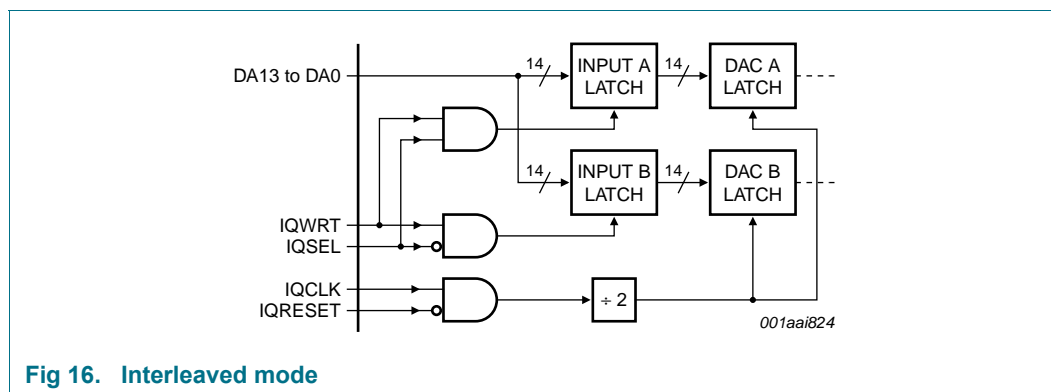 DA13 to DA0
14
INPUT A
LATCH
14
DAC A
LATCH
14
INPUT B
LATCH
14
DAC B
LATCH
IQWRT
IQSEL
IQCLK
IQRESET
÷ 2
001aai824
Fig 16. Interleaved mode